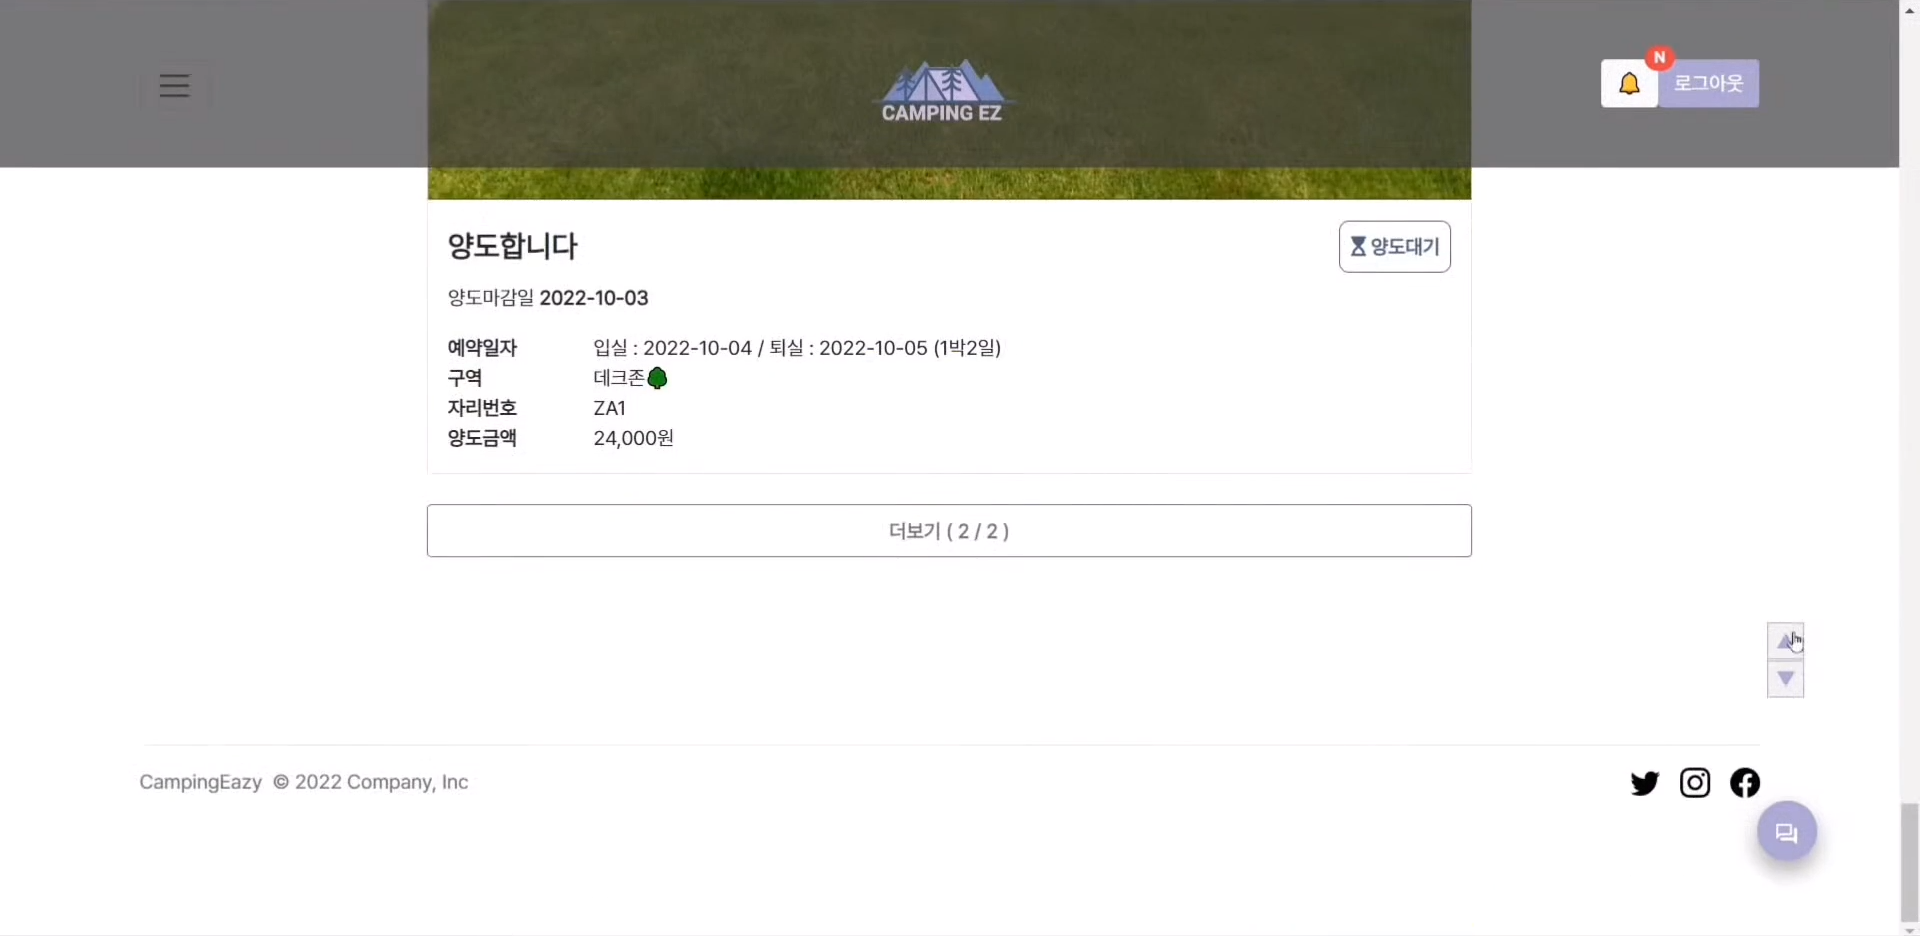 CAMPING EZ
N
로그아웃
양도합니다
양도대기
양도마감일 2022-10-03
예약일자 입실 : 2022-10-04 / 퇴실 : 2022-10-05 (1박2일)
구역 데크존
자리번호 ZA1
양도금액 24,000원
더보기 ( 2 / 2 )
CampingEazy © 2022 Company, Inc